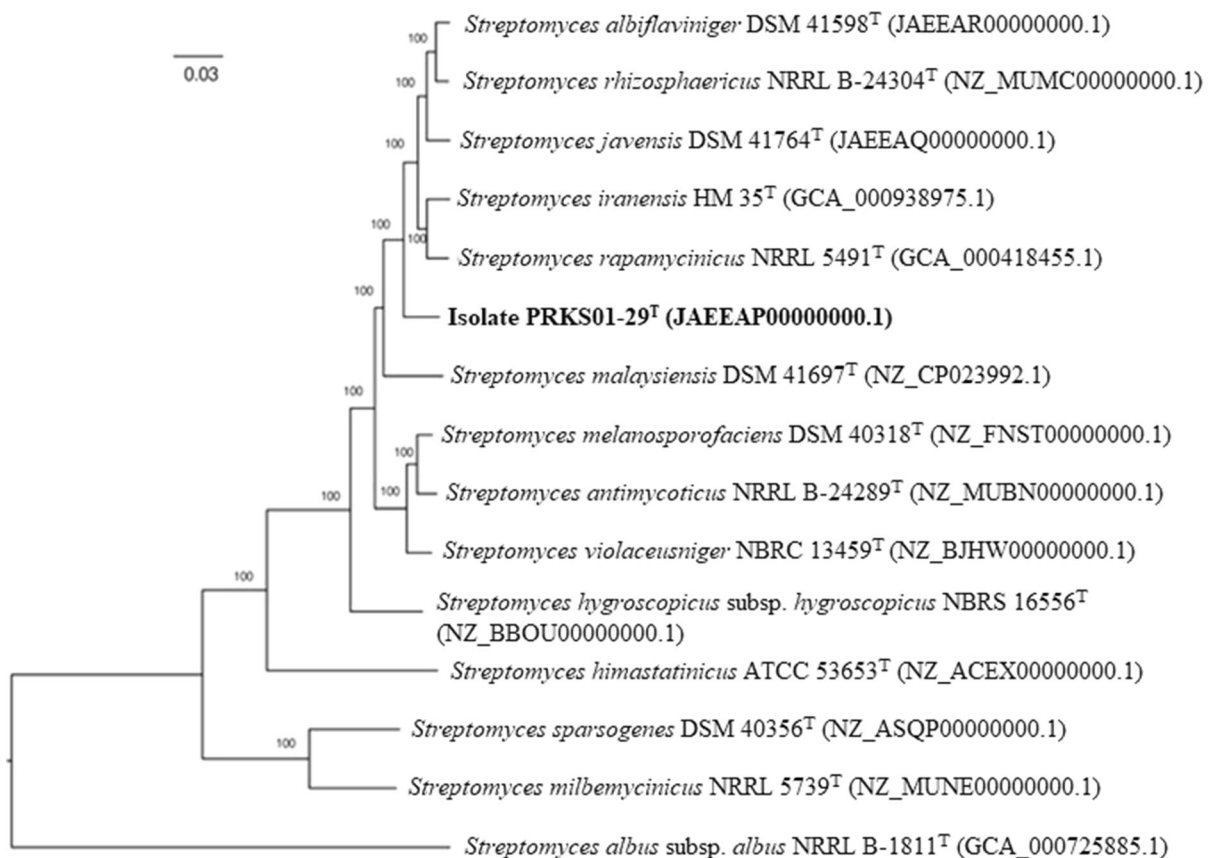 Streptomyces albiflaviniger DSM 41598ᵀ (JAEEAR00000000.1)
100
0.03
100
Streptomyces rhizosphaericus NRRL B-24304ᵀ (NZ_MUMC00000000.1)
100
Streptomyces javensis DSM 41764ᵀ (JAEEAQ00000000.1)
Streptomyces iranensis HM 35ᵀ (GCA_000938975.1)
100
100
Streptomyces rapamycinicus NRRL 5491ᵀ (GCA_000418455.1)
100
Isolate PRKS01-29ᵀ (JAEEAP00000000.1)
Streptomyces malaysiensis DSM 41697ᵀ (NZ_CP023992.1)
100
Streptomyces melanosporofaciens DSM 40318ᵀ (NZ_FNST00000000.1)
100
100
100
Streptomyces antimycoticus NRRL B-24289ᵀ (NZ_MUBN00000000.1)
Streptomyces violaceusniger NBRC 13459ᵀ (NZ_BJHW00000000.1)
100
Streptomyces hygroscopicus subsp. hygroscopicus NBRS 16556ᵀ
(NZ_BBOU00000000.1)
Streptomyces himastatinicus ATCC 53653ᵀ (NZ_ACEX00000000.1)
Streptomyces sparsogenes DSM 40356ᵀ (NZ_ASQP00000000.1)
100
Streptomyces milbemycinicus NRRL 5739ᵀ (NZ_MUNE00000000.1)
Streptomyces albus subsp. albus NRRL B-1811ᵀ (GCA_000725885.1)